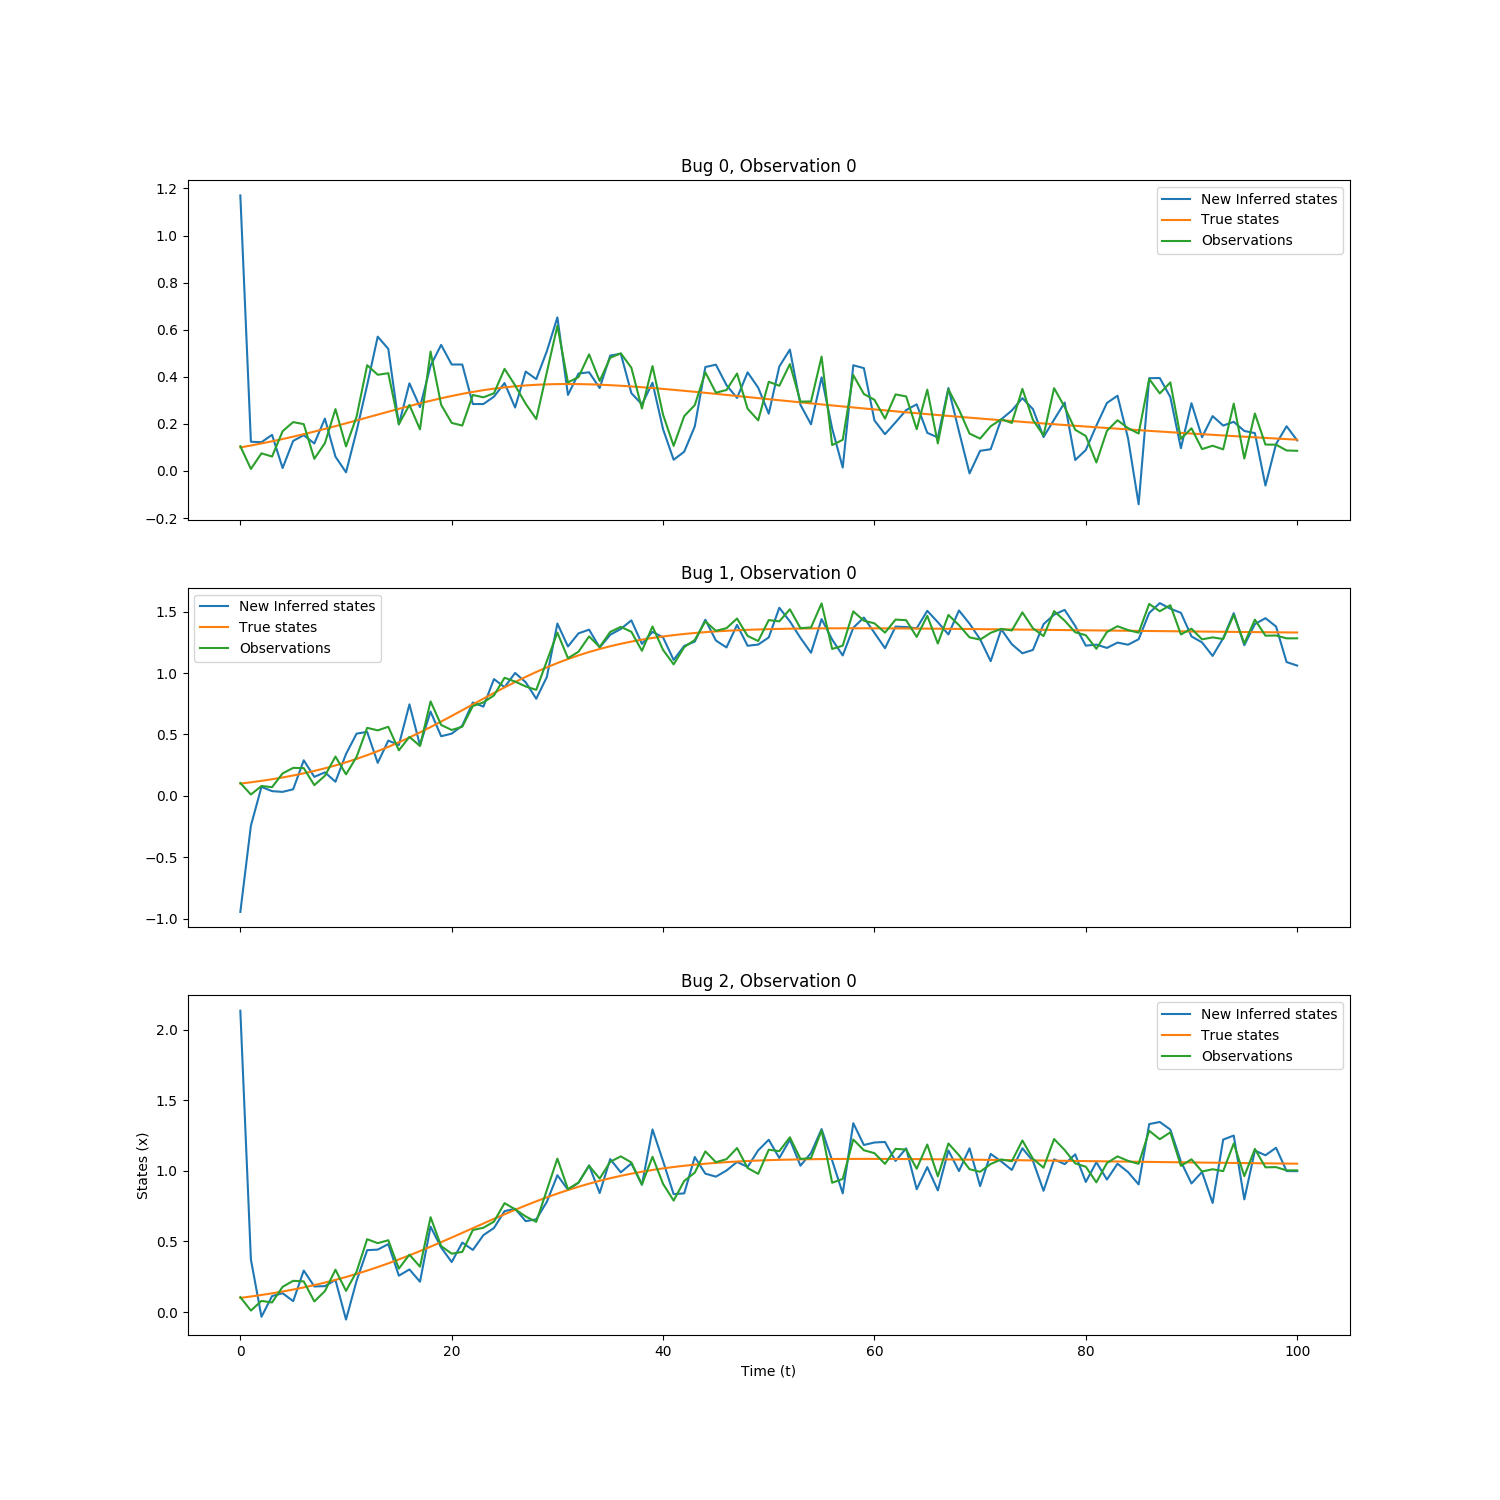 Bug 0, Observation 0
1.2
1.0
0.8
0.6
0.4
0.2
0.0
−0.2
New Inferred states
True states
Observations
Bug 1, Observation 0
1.5
1.0
0.5
0.0
−0.5
−1.0
New Inferred states
True states
Observations
Bug 2, Observation 0
2.0
1.5
1.0
0.5
0.0
States (x)
New Inferred states
True states
Observations
0 20 40 60 80 100
Time (t)